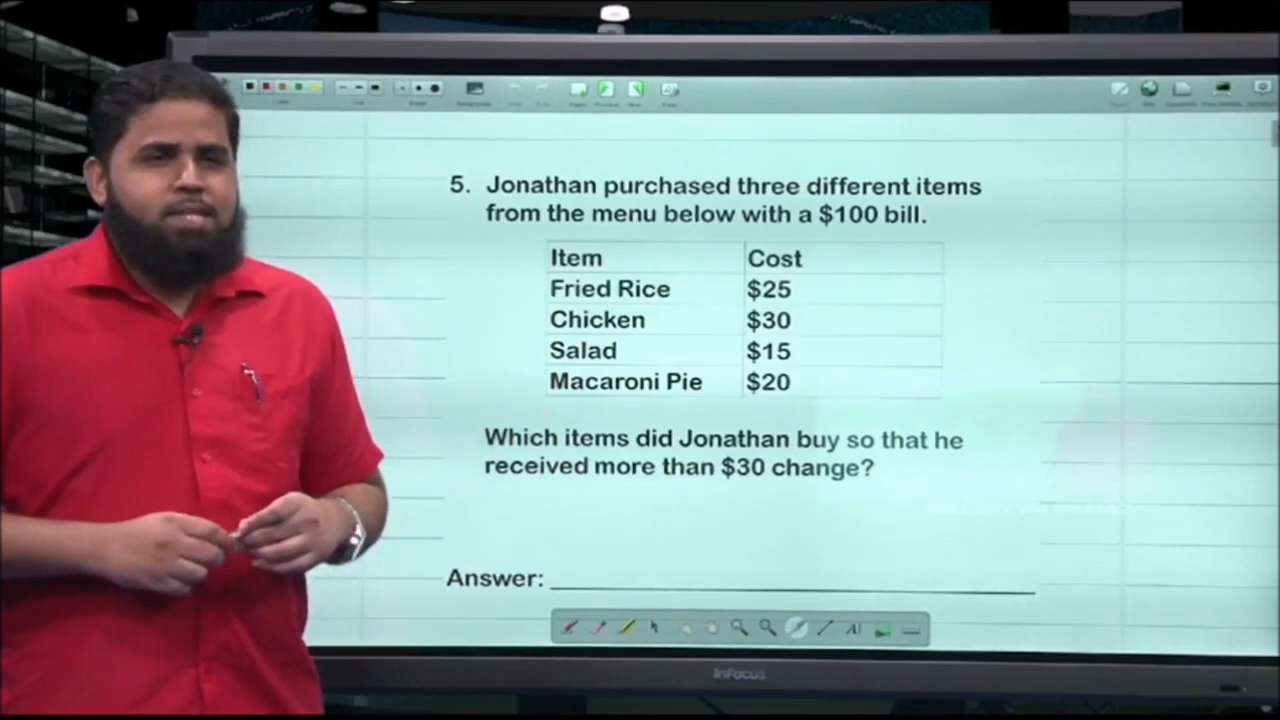 5. Jonathan purchased three different items
from the menu below with a $100 bill.
Item Cost
Fried Rice $25
Chicken $30
Salad $15
Macaroni Pie $20
Which items did Jonathan buy so that he
received more than $30 change?
Answer:
InFocus